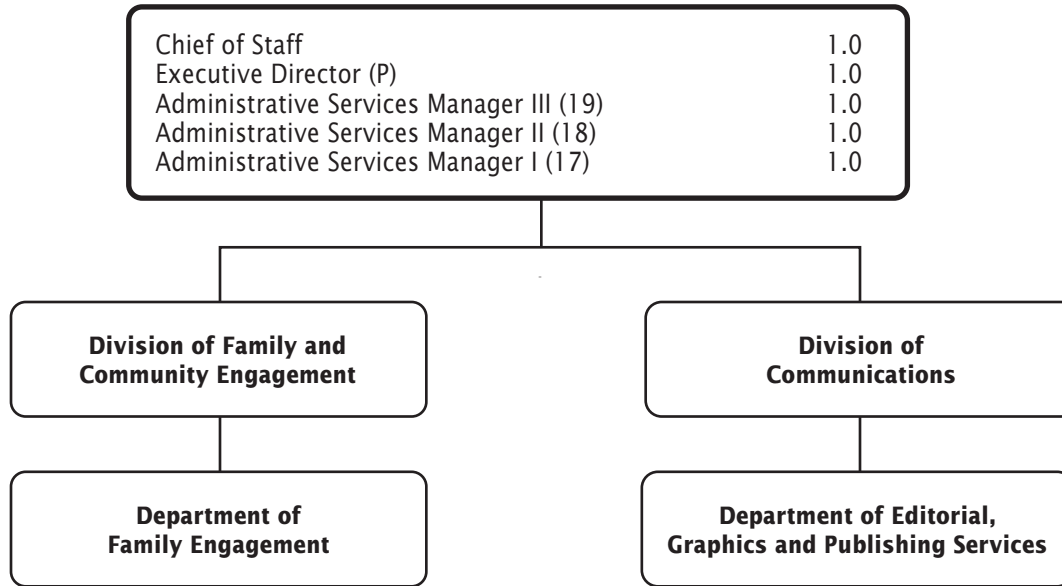 Chief of Staff 1.0
Executive Director (P) 1.0
Administrative Services Manager III (19) 1.0
Administrative Services Manager II (18) 1.0
Administrative Services Manager I (17) 1.0
Division of Family and
Community Engagement
Division of
Communications
Department of
Family Engagement
Department of Editorial,
Graphics and Publishing Services